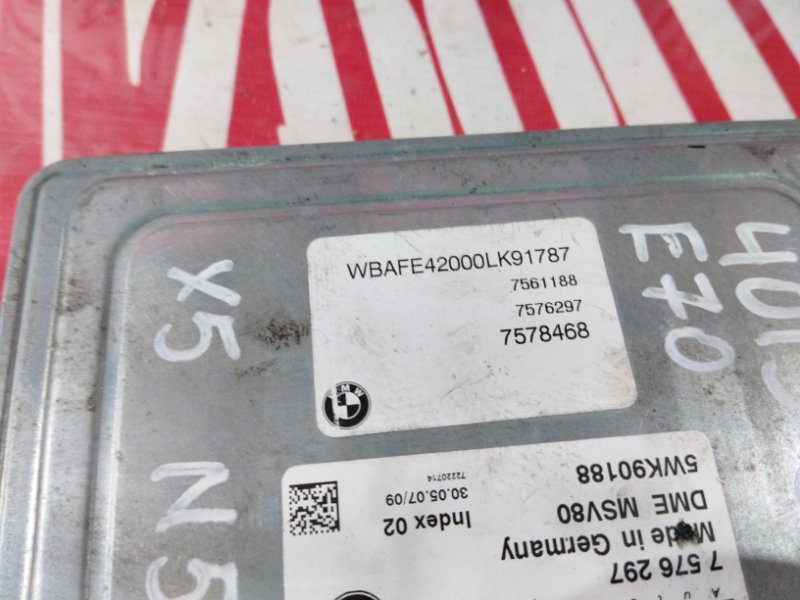 WBAFE42000LK91787
7561188
7576297
7578468
BMW
X5
E70
N5
7 576 297
Made in Germany
DME MSV80
5WK90188
Index 02
30.05.07/09
72220714